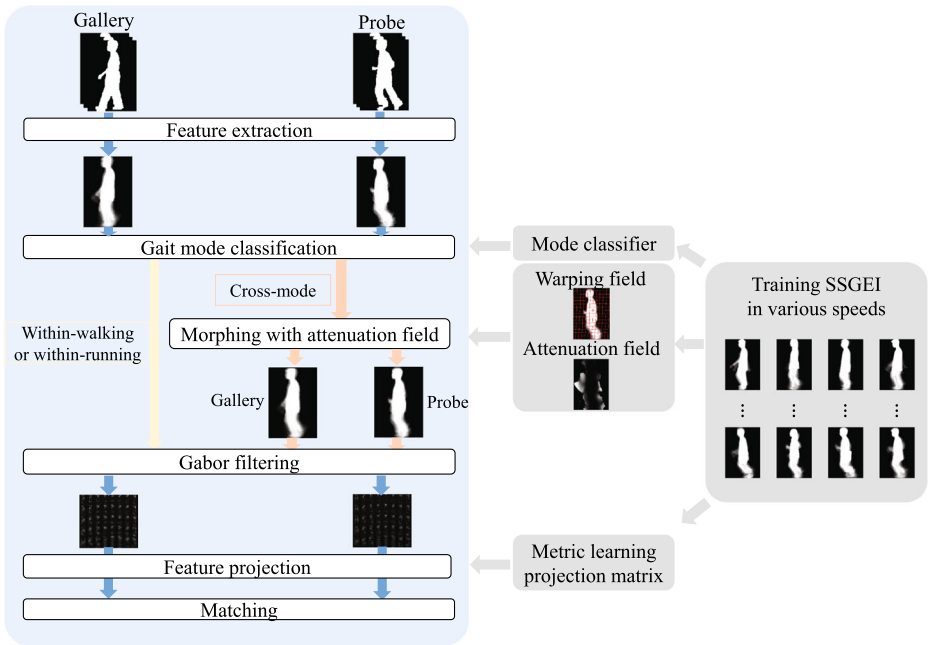 Gallery
Probe
Feature extraction
Gait mode classification
Cross-mode
Within-walking
or within-running
Morphing with attenuation field
Gallery
Probe
Gabor filtering
Feature projection
Matching
Mode classifier
Warping field
Attenuation field
Metric learning
projection matrix
Training SSGEI
in various speeds